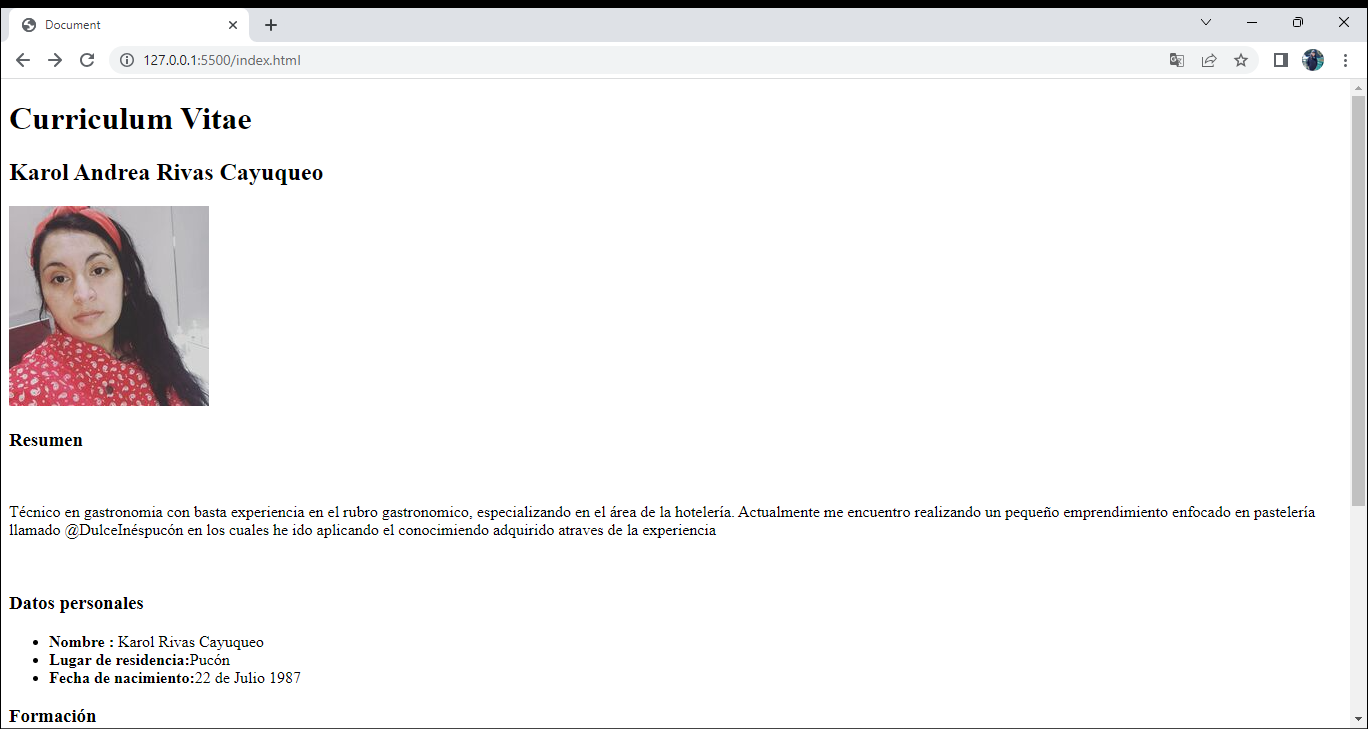 Document
127.0.0.1:5500/index.html
Curriculum Vitae
Karol Andrea Rivas Cayuqueo
Resumen
Técnico en gastronomia con basta experiencia en el rubro gastronomico, especializando en el área de la hotelería. Actualmente me encuentro realizando un pequeño emprendimiento enfocado en pastelería
llamado @DulceInéspucón en los cuales he ido aplicando el conocimiendo adquirido atraves de la experiencia
Datos personales
Nombre : Karol Rivas Cayuqueo
Lugar de residencia:Pucón
Fecha de nacimiento:22 de Julio 1987
Formación